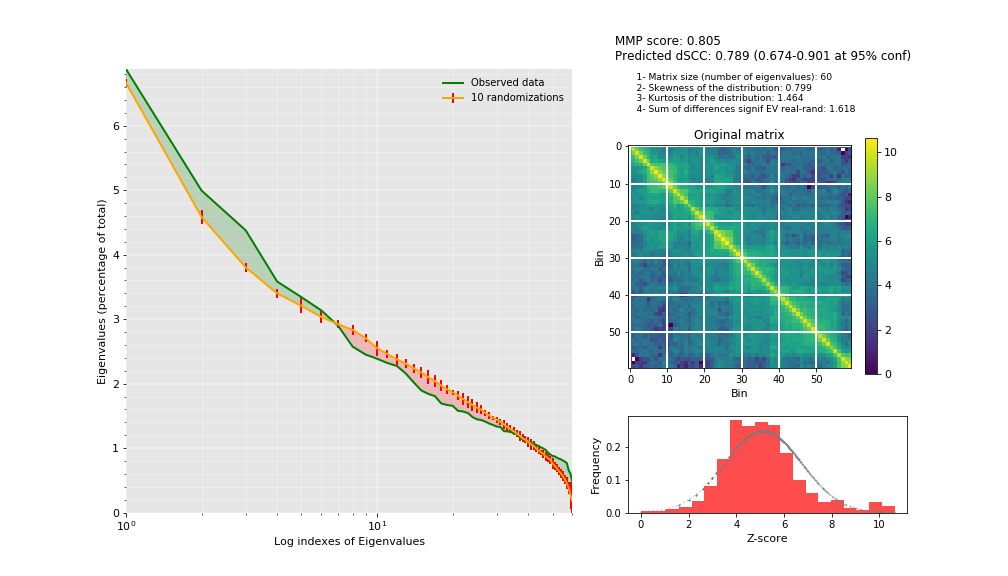 MMP score: 0.805
Predicted dSCC: 0.789 (0.674-0.901 at 95% conf)
1- Matrix size (number of eigenvalues): 60
2- Skewness of the distribution: 0.799
3- Kurtosis of the distribution: 1.464
4- Sum of differences signif EV real-rand: 1.618
Observed data
10 randomizations
Eigenvalues (percentage of total)
6
5
4
3
2
1
0
10⁰
10¹
Log indexes of Eigenvalues
Original matrix
Bin
0
10
20
30
40
50
0
10
20
30
40
50
Bin
10
8
6
4
2
0
Frequency
0.2
0.1
0.0
0
2
4
6
8
10
Z-score